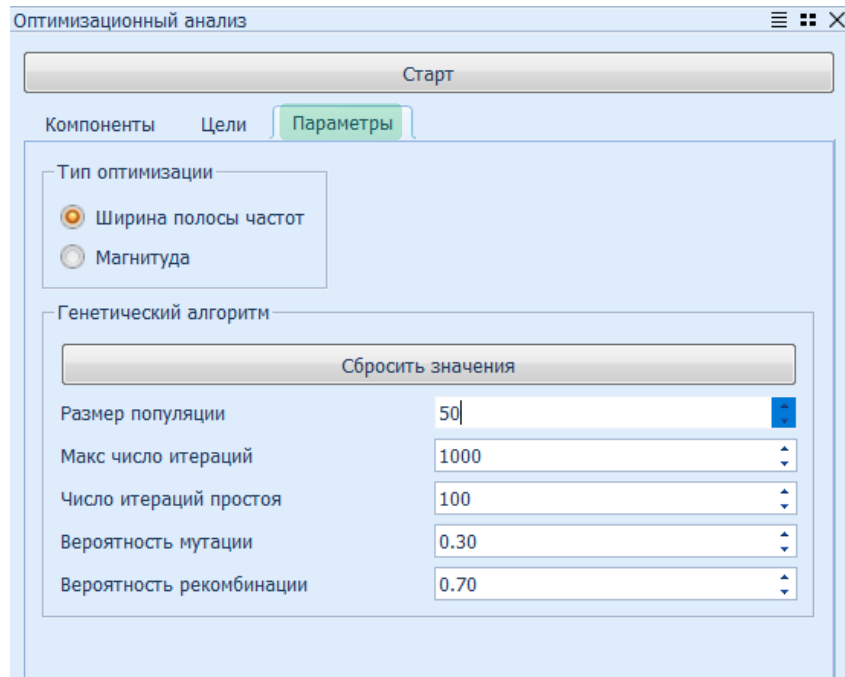 Оптимизационный анализ
Старт
Компоненты Цели Параметры
Тип оптимизации
Ширина полосы частот
Магнитуда
Генетический алгоритм
Сбросить значения
Размер популяции 50
Макс число итераций 1000
Число итераций простоя 100
Вероятность мутации 0.30
Вероятность рекомбинации 0.70